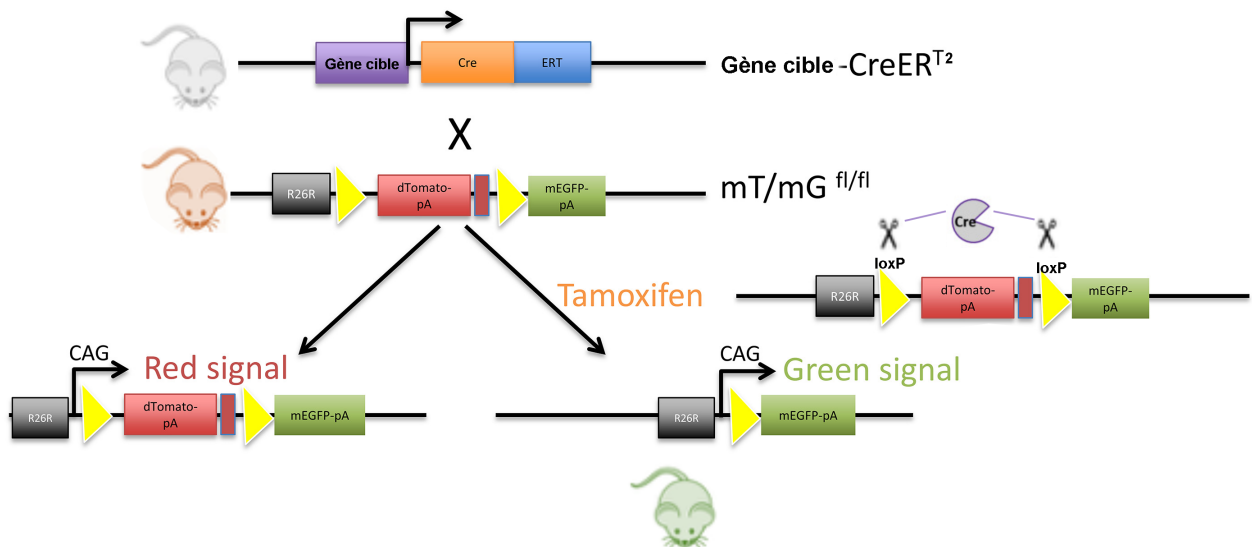 Gène cible
Cre
ERT
Gène cible -CreERᵀ²
X
R26R
dTomato-
pA
mEGFP-
pA
mT/mG fl/fl
Cre
loxP
loxP
R26R
dTomato-
pA
mEGFP-
pA
Tamoxifen
CAG
Red signal
R26R
dTomato-
pA
mEGFP-pA
CAG
Green signal
R26R
mEGFP-pA